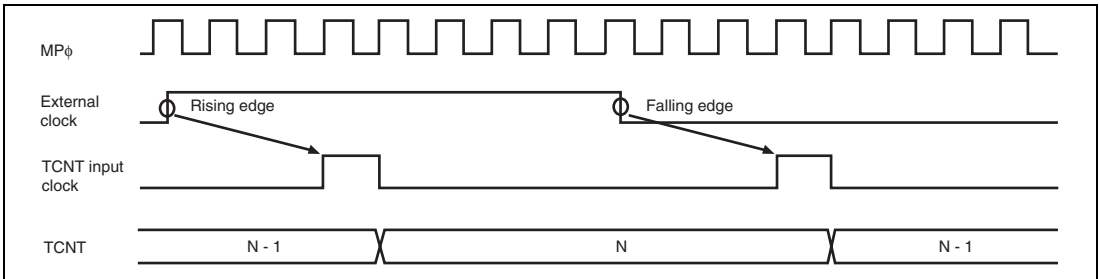 MPφ
External
clock
Rising edge
Falling edge
TCNT input
clock
TCNT
N - 1
N
N - 1